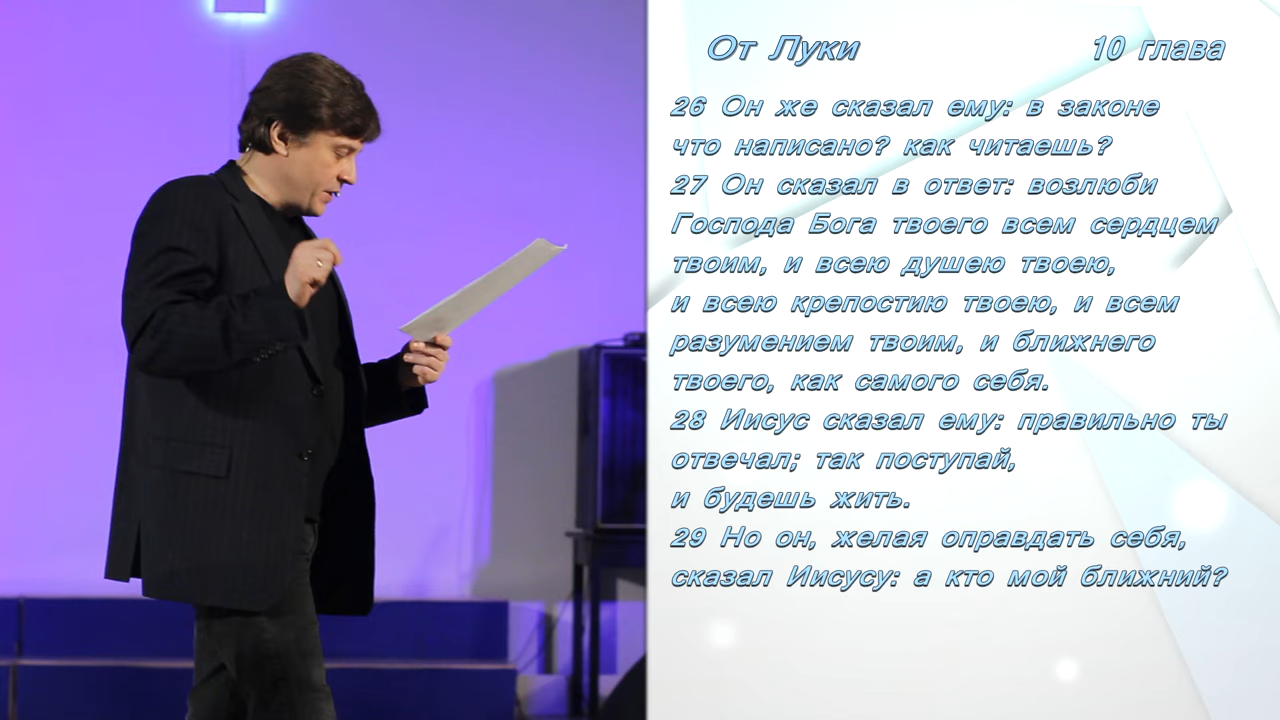 От Луки 10 глава
26 Он же сказал ему: в законе
что написано? как читаешь?
27 Он сказал в ответ: возлюби
Господа Бога твоего всем сердцем
твоим, и всею душею твоею,
и всею крепостию твоею, и всем
разумением твоим, и ближнего
твоего, как самого себя.
28 Иисус сказал ему: правильно ты
отвечал; так поступай,
и будешь жить.
29 Но он, желая оправдать себя,
сказал Иисусу: а кто мой ближний?